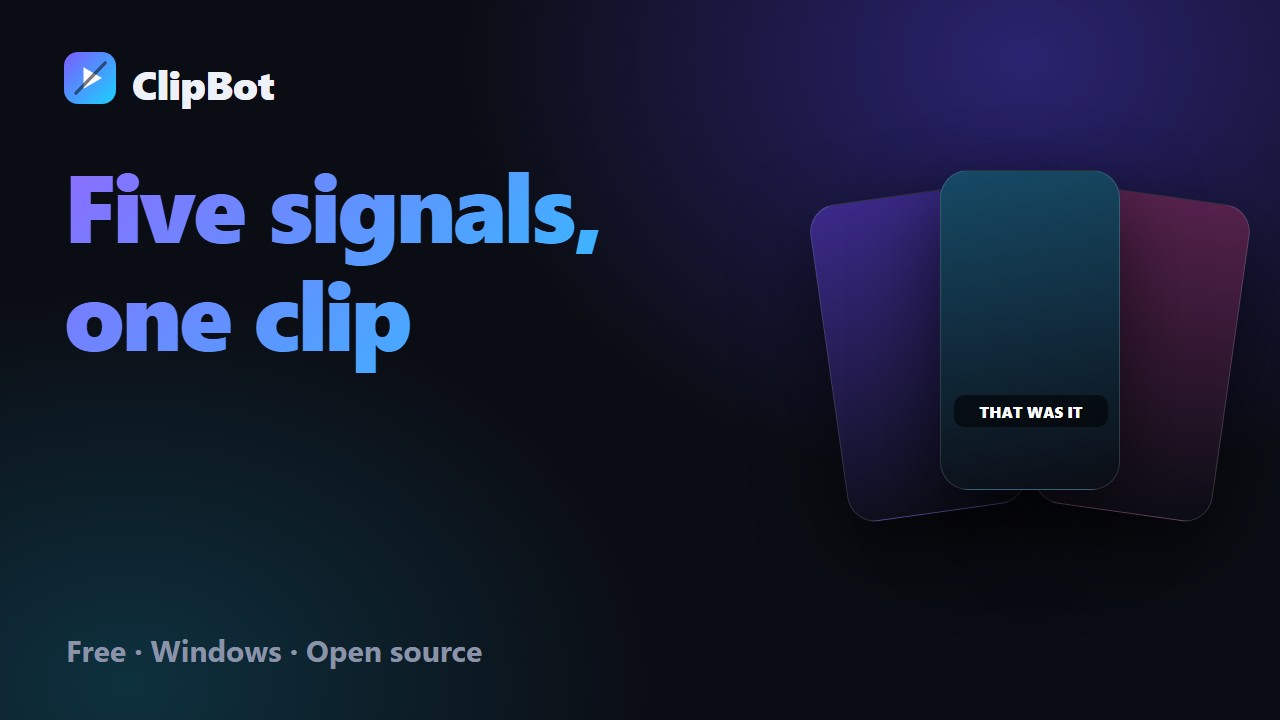 ClipBot
Five signals,
one clip
THAT WAS IT
Free · Windows · Open source